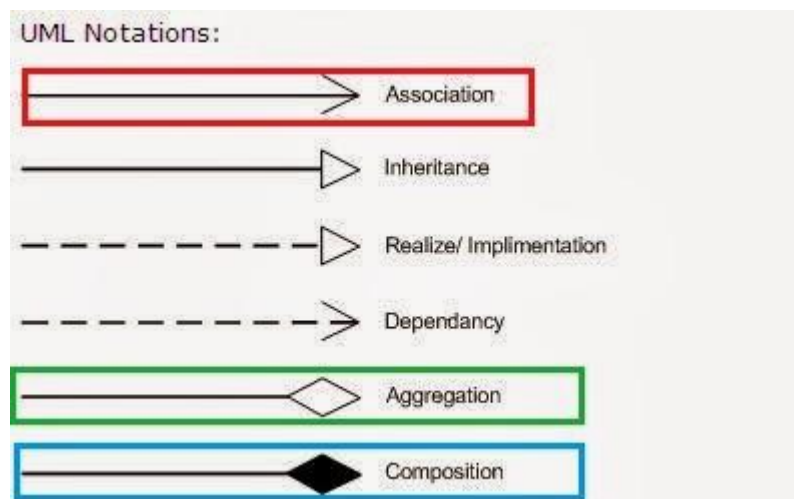 UML Notations:
Association
Inheritance
Realize/ Implimentation
Dependancy
Aggregation
Composition